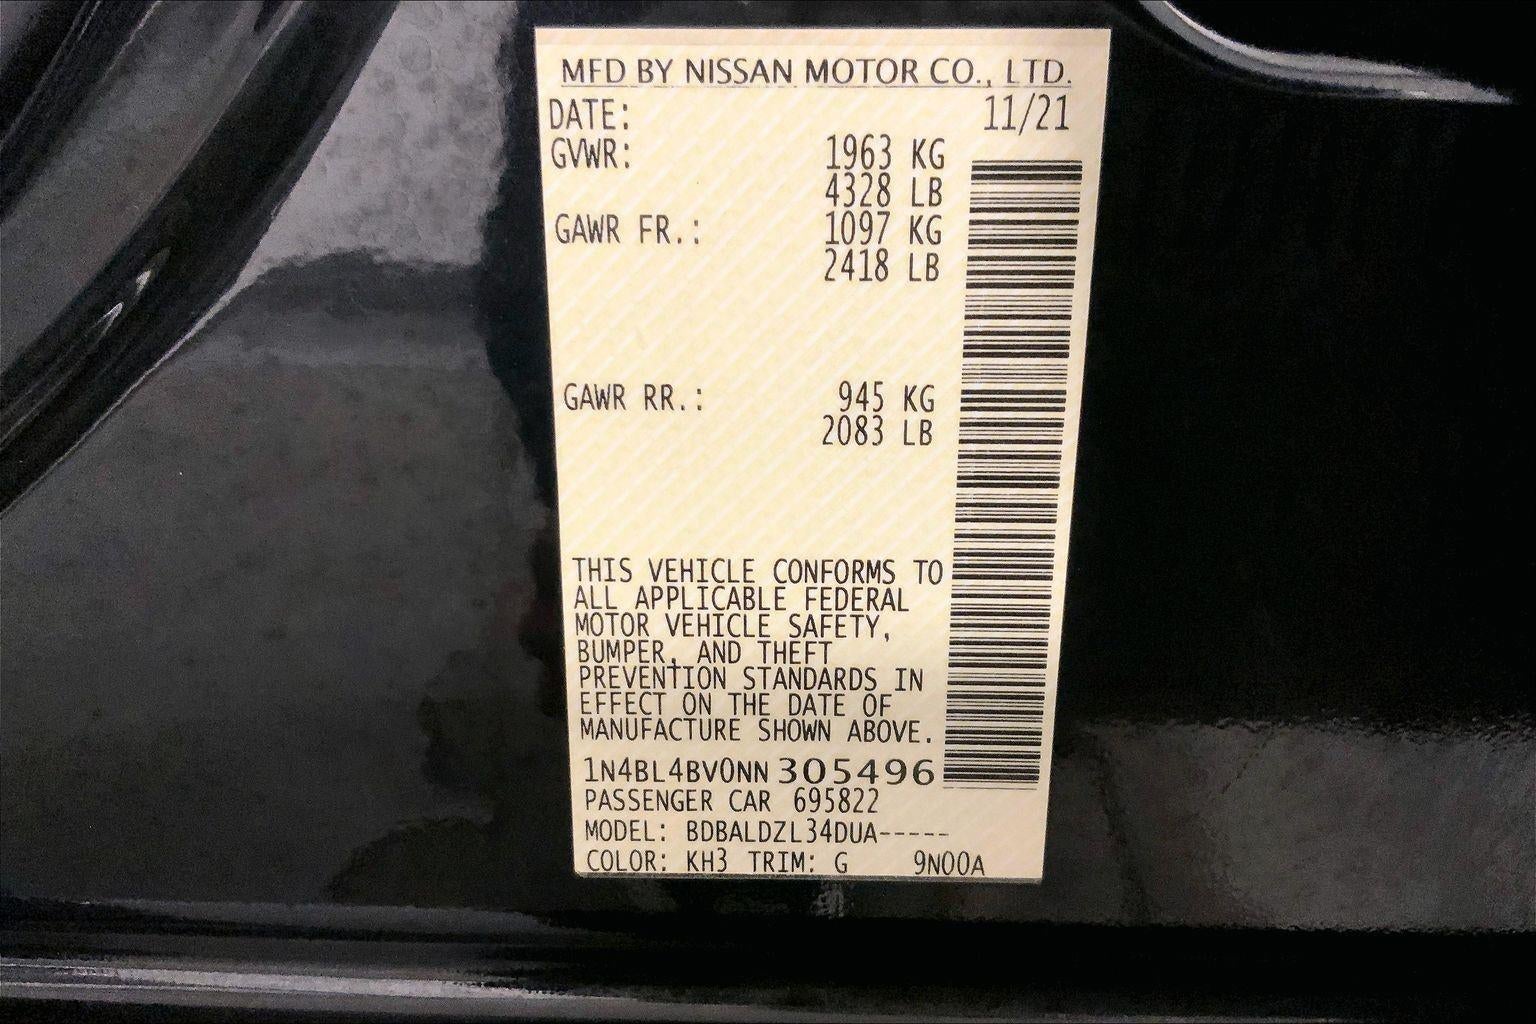 MFD BY NISSAN MOTOR CO., LTD.
DATE: 11/21
GVWR: 1963 KG
4328 LB
GAWR FR.: 1097 KG
2418 LB
GAWR RR.: 945 KG
2083 LB
THIS VEHICLE CONFORMS TO
ALL APPLICABLE FEDERAL
MOTOR VEHICLE SAFETY,
BUMPER, AND THEFT
PREVENTION STANDARDS IN
EFFECT ON THE DATE OF
MANUFACTURE SHOWN ABOVE.
1N4BL4BV0NN 305496
PASSENGER CAR 695822
MODEL: BDBALDZL34DUA-----
COLOR: KH3 TRIM: G 9N00A